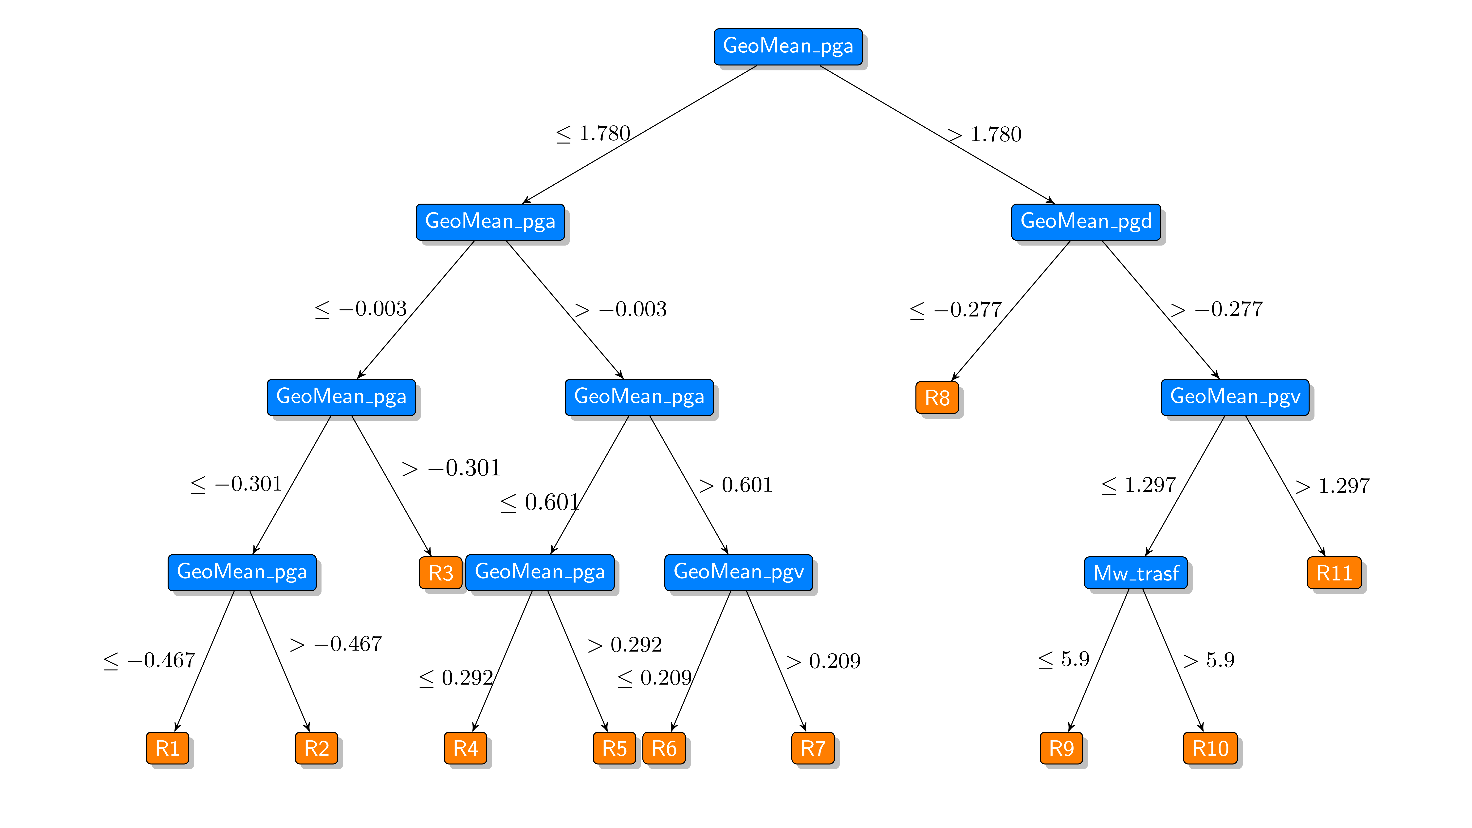 GeoMean_pga
≤ 1.780
> 1.780
GeoMean_pga
GeoMean_pgd
≤ −0.003
> −0.003
≤ −0.277
> −0.277
GeoMean_pga
GeoMean_pga
R8
GeoMean_pgv
≤ −0.301
> −0.301
≤ 0.601
> 0.601
≤ 1.297
> 1.297
GeoMean_pga
R3
GeoMean_pga
GeoMean_pgv
Mw_trasf
R11
≤ −0.467
> −0.467
≤ 0.292
> 0.292
≤ 0.209
> 0.209
≤ 5.9
> 5.9
R1
R2
R4
R5
R6
R7
R9
R10